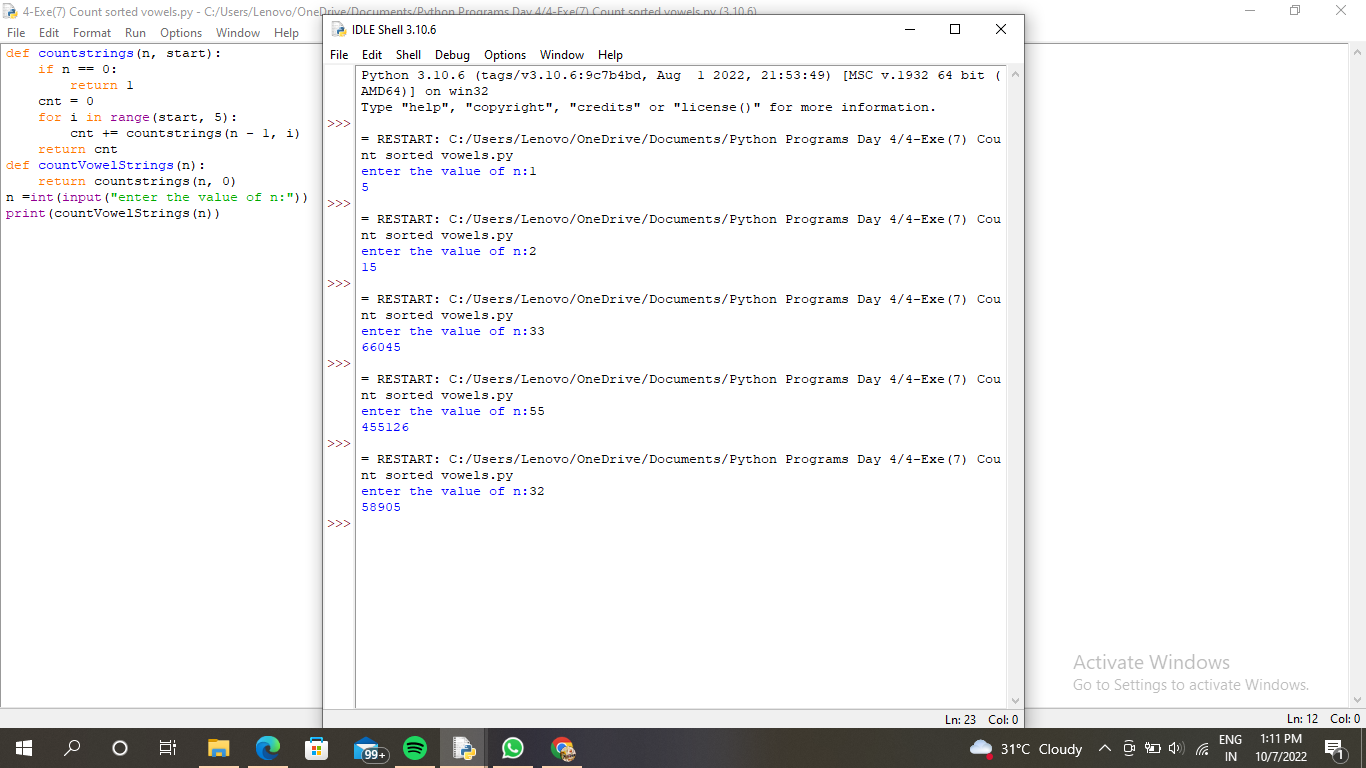 4-Exe(7) Count sorted vowels.py - C:/Users/Lenovo/OneDrive/Documents/Python Programs Day 4/4-Exe(7) Count sorted vowels.py (3.10.6)
File Edit Format Run Options Window Help
def countstrings(n, start):
    if n == 0:
        return 1
    cnt = 0
    for i in range(start, 5):
        cnt += countstrings(n - 1, i)
    return cnt
def countVowelStrings(n):
    return countstrings(n, 0)
n =int(input("enter the value of n:"))
print(countVowelStrings(n))
IDLE Shell 3.10.6
File Edit Shell Debug Options Window Help
Python 3.10.6 (tags/v3.10.6:9c7b4bd, Aug  1 2022, 21:53:49) [MSC v.1932 64 bit (
AMD64)] on win32
Type "help", "copyright", "credits" or "license()" for more information.
>>>
= RESTART: C:/Users/Lenovo/OneDrive/Documents/Python Programs Day 4/4-Exe(7) Cou
nt sorted vowels.py
enter the value of n:1
5
>>>
= RESTART: C:/Users/Lenovo/OneDrive/Documents/Python Programs Day 4/4-Exe(7) Cou
nt sorted vowels.py
enter the value of n:2
15
>>>
= RESTART: C:/Users/Lenovo/OneDrive/Documents/Python Programs Day 4/4-Exe(7) Cou
nt sorted vowels.py
enter the value of n:33
66045
>>>
= RESTART: C:/Users/Lenovo/OneDrive/Documents/Python Programs Day 4/4-Exe(7) Cou
nt sorted vowels.py
enter the value of n:55
455126
>>>
= RESTART: C:/Users/Lenovo/OneDrive/Documents/Python Programs Day 4/4-Exe(7) Cou
nt sorted vowels.py
enter the value of n:32
58905
>>>
Ln: 23 Col: 0
Activate Windows
Go to Settings to activate Windows.
Ln: 12 Col: 0
99+
31°C Cloudy
ENG
IN
1:11 PM
10/7/2022
1